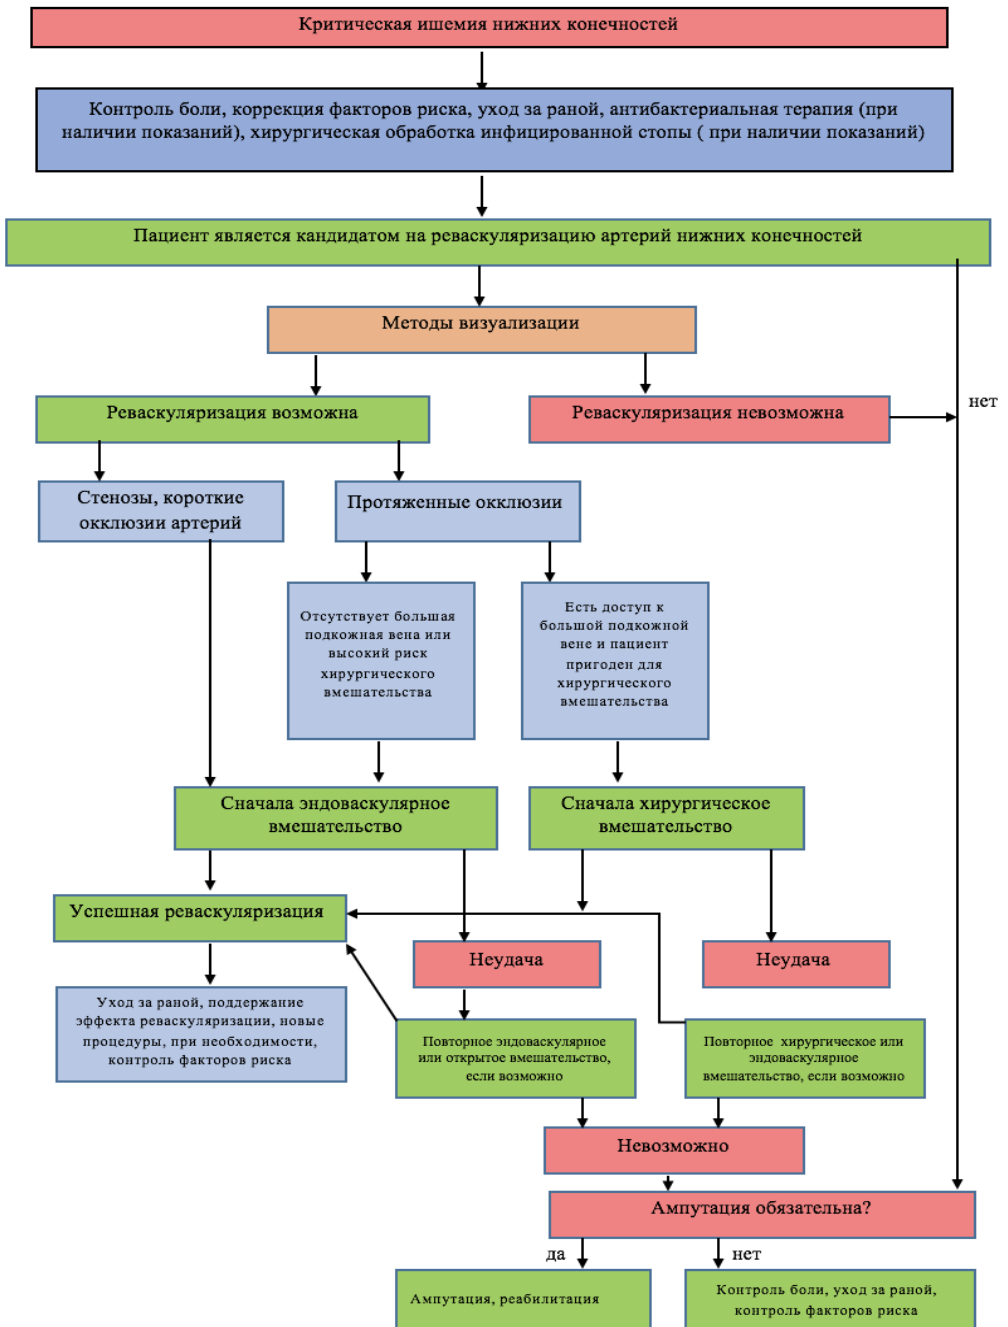 Критическая ишемия нижних конечностей
Контроль боли, коррекция факторов риска, уход за раной, антибактериальная терапия (при
наличии показаний), хирургическая обработка инфицированной стопы ( при наличии показаний)
Пациент является кандидатом на реваскуляризацию артерий нижних конечностей
Методы визуализации
Реваскуляризация возможна
Реваскуляризация невозможна
нет
Стенозы, короткие
окклюзии артерий
Протяженные окклюзии
Отсутствует большая
подкожная вена или
высокий риск
хирургического
вмешательства
Есть доступ к
большой подкожной
вене и пациент
пригоден для
хирургического
вмешательства
Сначала эндоваскулярное
вмешательство
Сначала хирургическое
вмешательство
Успешная реваскуляризация
Неудача
Неудача
Уход за раной, поддержание
эффекта реваскуляризации, новые
процедуры, при необходимости,
контроль факторов риска
Повторное эндоваскулярное
или открытое вмешательство,
если возможно
Повторное хирургическое или
эндоваскулярное
вмешательство, если возможно
Невозможно
Ампутация обязательна?
да
нет
Ампутация, реабилитация
Контроль боли, уход за раной,
контроль факторов риска